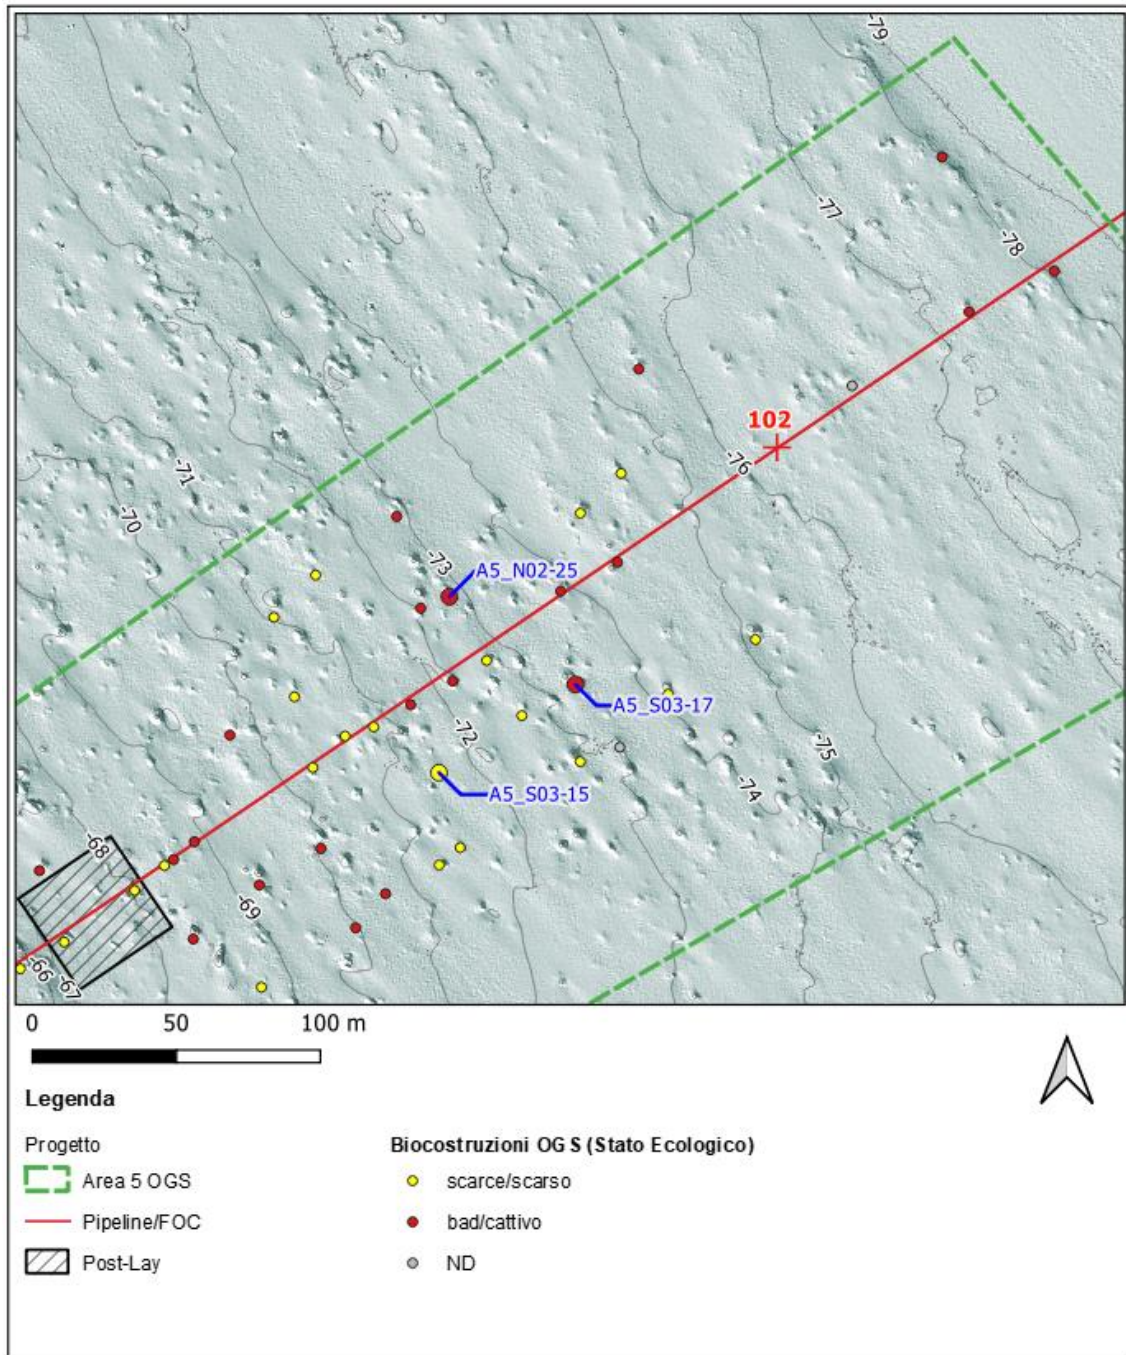 -79
-77
-78
102
-76
-71
-70
-73
A5_N02-25
A5_S03-17
-72
-75
-74
A5_S03-15
-68
-69
-66
-67
0 50 100 m
Legenda
Progetto
Area 5 OGS
Pipeline/FOC
Post-Lay
Biocostruzioni OGS (Stato Ecologico)
scarce/scarso
bad/cattivo
ND